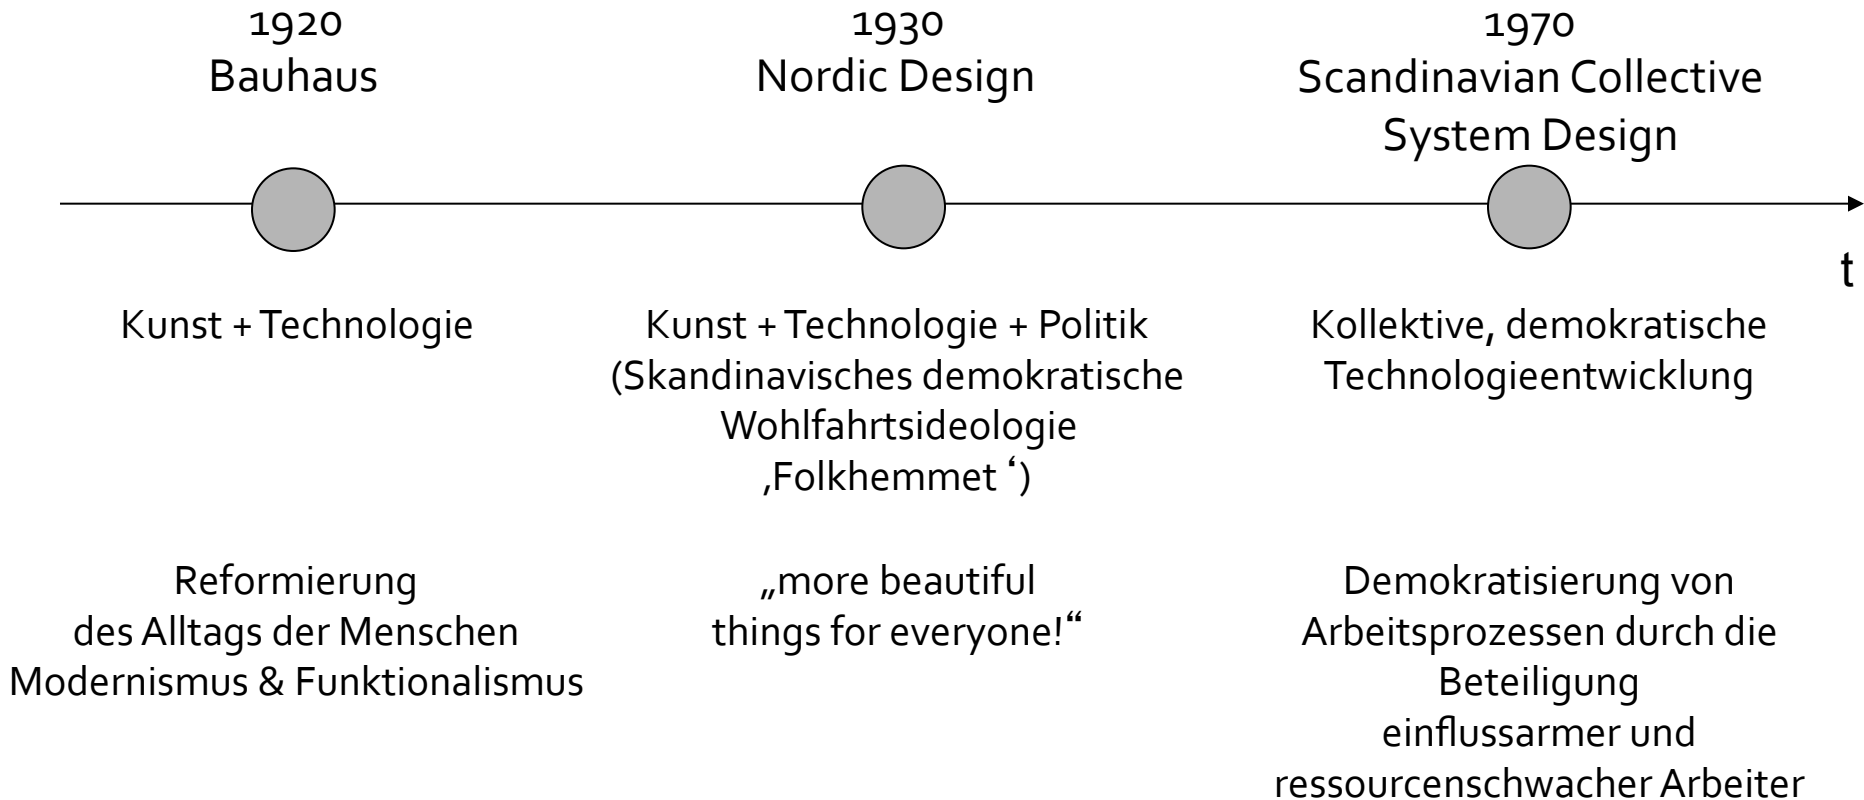 1920
Bauhaus
1930
Nordic Design
1970
Scandinavian Collective
System Design
t
Kunst + Technologie
Kunst + Technologie + Politik
(Skandinavisches demokratische
Wohlfahrtsideologie
‚Folkhemmet ‘)
Kollektive, demokratische
Technologieentwicklung
Reformierung
des Alltags der Menschen
Modernismus & Funktionalismus
„more beautiful
things for everyone!“
Demokratisierung von
Arbeitsprozessen durch die
Beteiligung
einflussarmer und
ressourcenschwacher Arbeiter